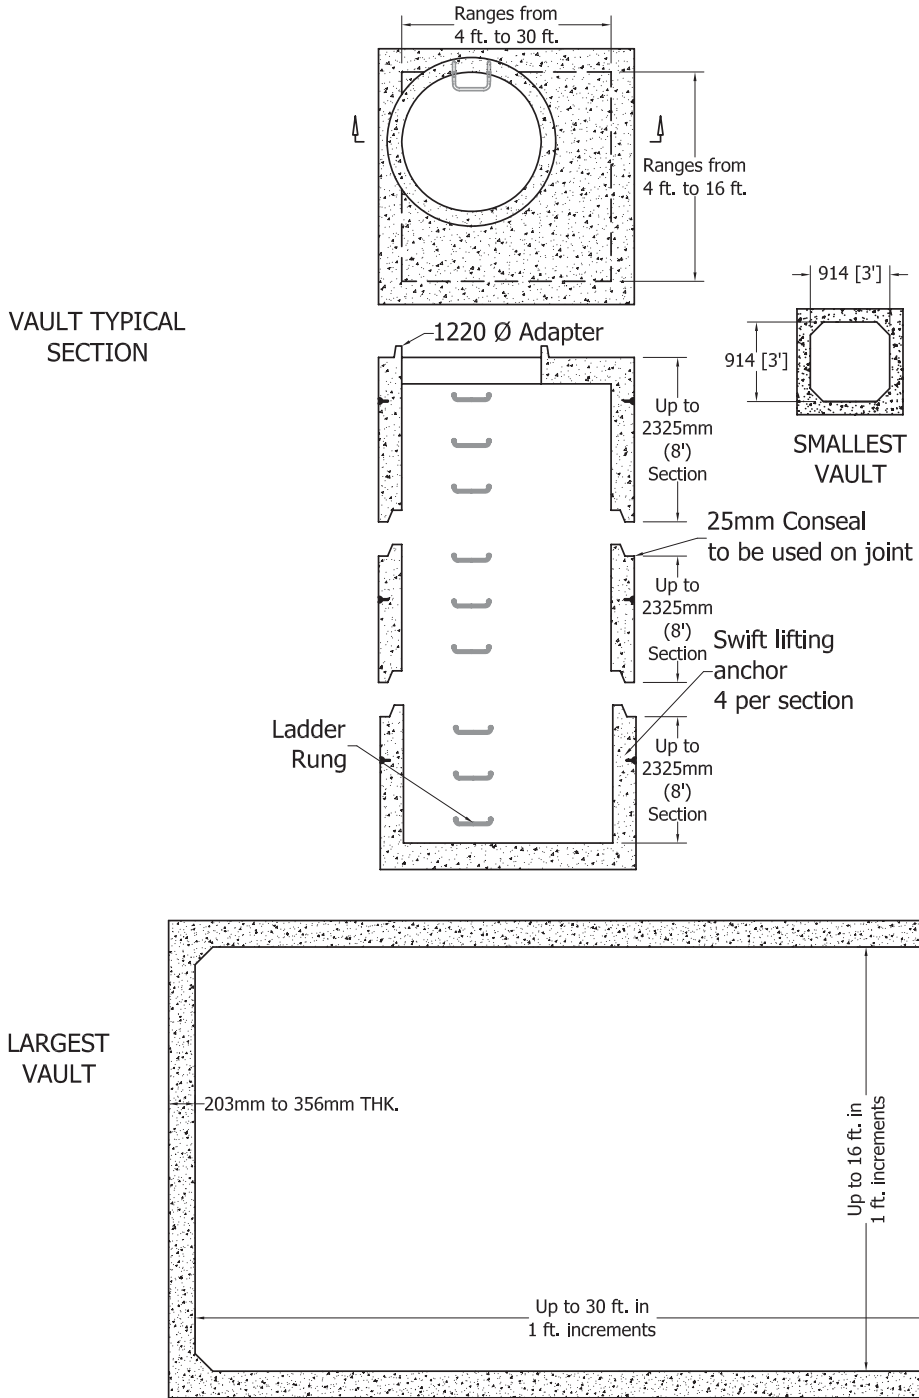 Ranges from
4 ft. to 30 ft.
Ranges from
4 ft. to 16 ft.
VAULT TYPICAL
SECTION
1220 Ø Adapter
Up to
2325mm
(8')
Section
914 [3']
914 [3']
SMALLEST
VAULT
25mm Conseal
to be used on joint
Up to
2325mm
(8')
Section
Swift lifting
anchor
4 per section
Ladder
Rung
Up to
2325mm
(8')
Section
LARGEST
VAULT
203mm to 356mm THK.
Up to 16 ft. in
1 ft. increments
Up to 30 ft. in
1 ft. increments